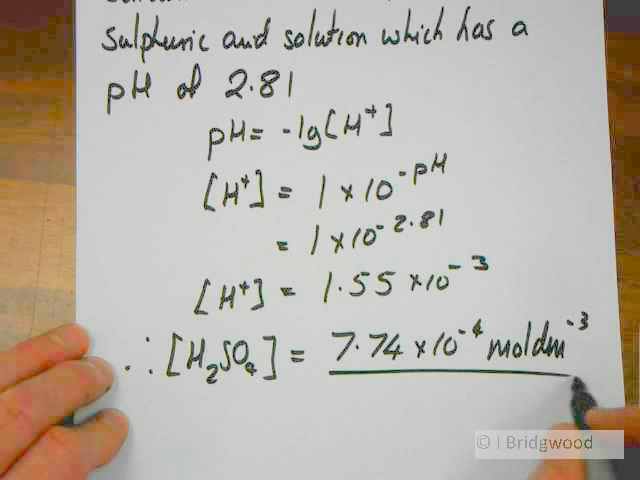 sulphuric acid solution which has a
pH of 2.81
pH = -lg[H⁺]
[H⁺] = 1 × 10⁻ᵖᴴ
= 1 × 10⁻²·⁸¹
[H⁺] = 1.55 × 10⁻³
∴ [H₂SO₄] = 7.74 × 10⁻⁴ moldm⁻³
© I Bridgwood